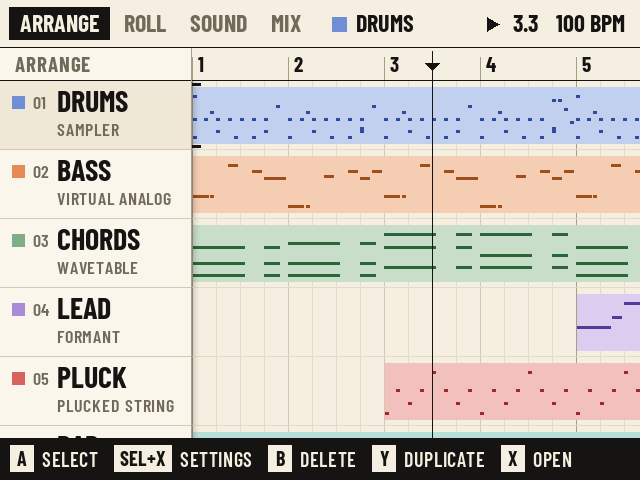 ARRANGE ROLL SOUND MIX DRUMS 3.3 100 BPM
ARRANGE 1 2 3 4 5
01 DRUMS
SAMPLER
02 BASS
VIRTUAL ANALOG
03 CHORDS
WAVETABLE
04 LEAD
FORMANT
05 PLUCK
PLUCKED STRING
A SELECT SEL+X SETTINGS B DELETE Y DUPLICATE X OPEN